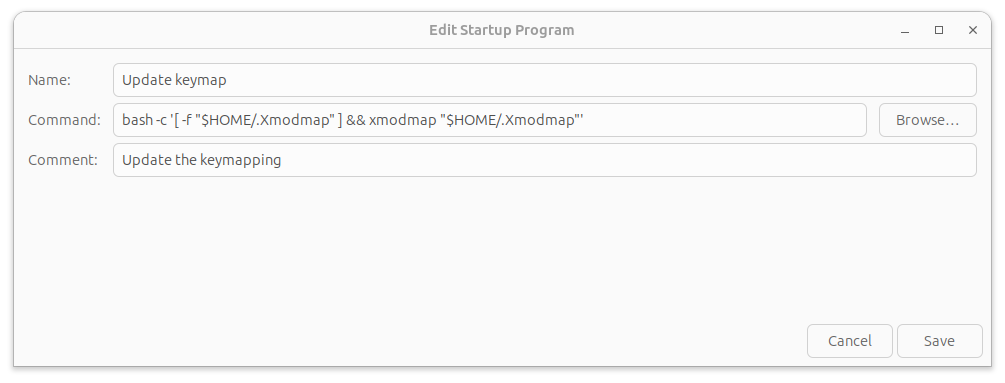 Edit Startup Program
Name: Update keymap
Command: bash -c '[ -f "$HOME/.Xmodmap" ] && xmodmap "$HOME/.Xmodmap"' Browse...
Comment: Update the keymapping
Cancel Save